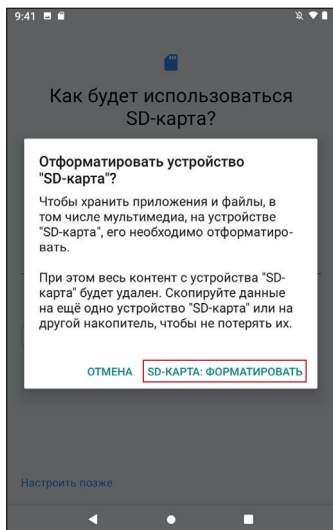 9:41
Как будет использоваться
SD-карта?
Отформатировать устройство
"SD-карта"?
Чтобы хранить приложения и файлы, в
том числе мультимедиа, на устройстве
"SD-карта", его необходимо отформатиро-
вать.
При этом весь контент с устройства "SD-
карта" будет удален. Скопируйте данные
на ещё одно устройство "SD-карта" или на
другой накопитель, чтобы не потерять их.
ОТМЕНА SD-КАРТА: ФОРМАТИРОВАТЬ
Настроить позже